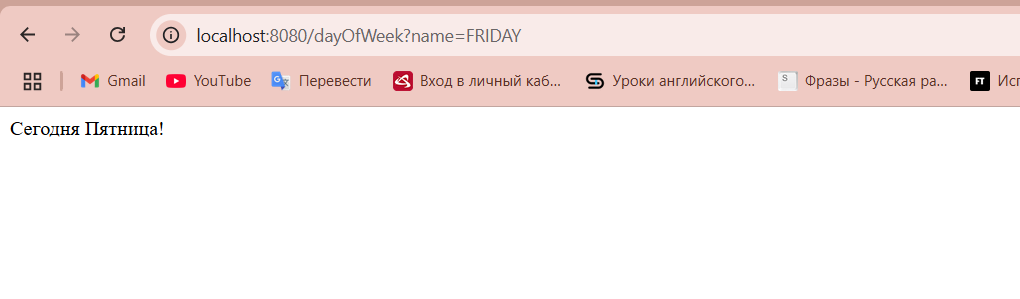 localhost:8080/dayOfWeek?name=FRIDAY
Gmail YouTube Перевести Вход в личный каб... Уроки английского... Фразы - Русская ра... FT Исп
Сегодня Пятница!